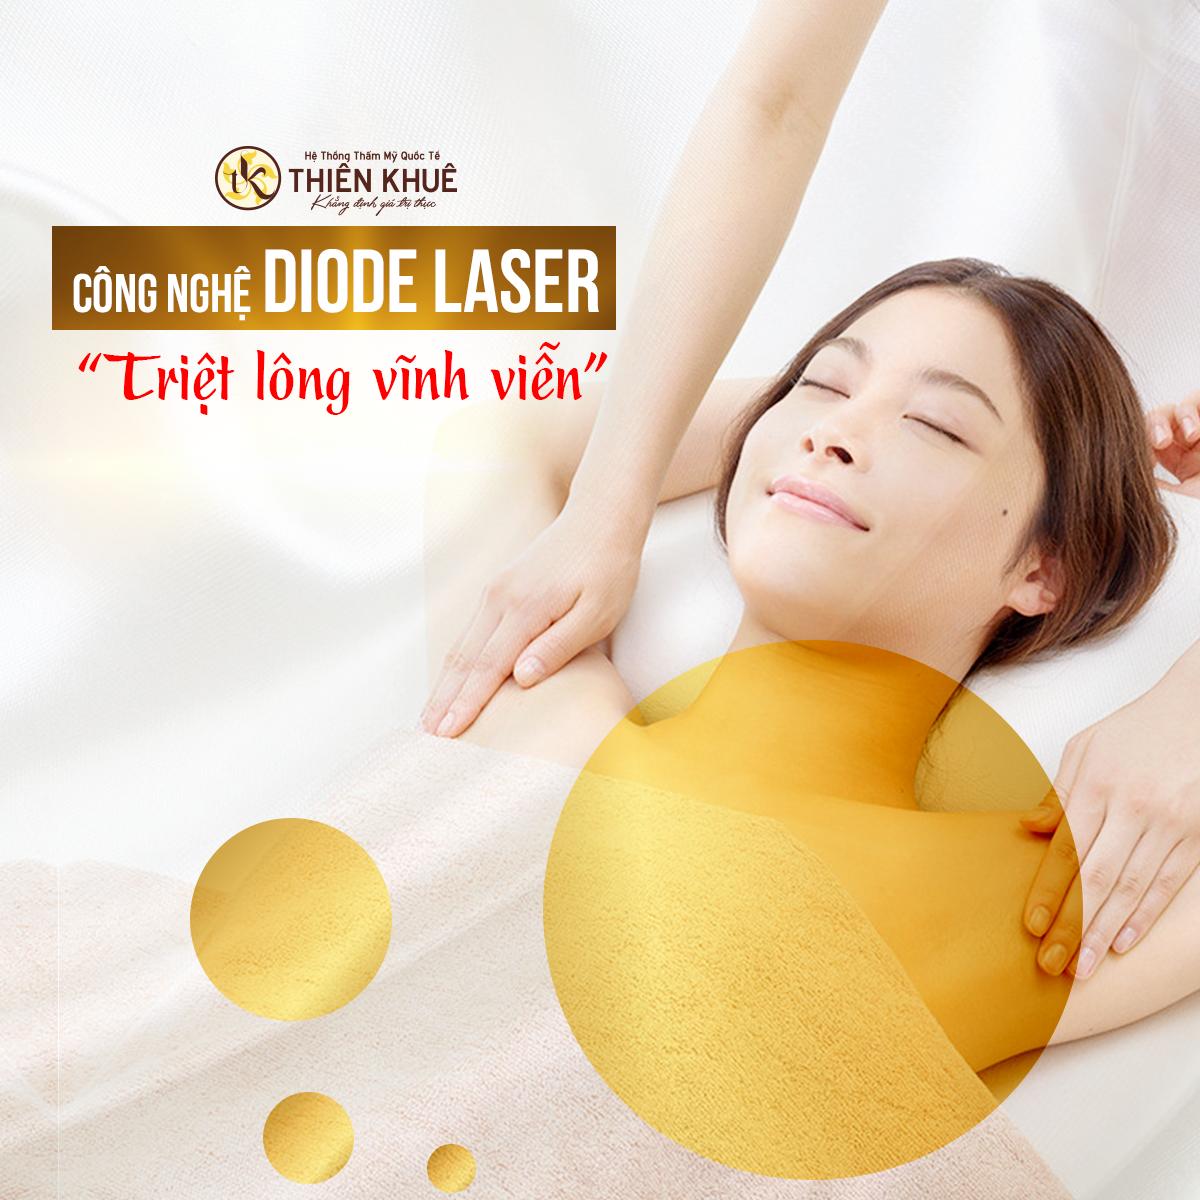 Hệ Thống Thẩm Mỹ Quốc Tế
tk THIÊN KHUÊ
Khẳng định giá trị thực
CÔNG NGHỆ DIODE LASER
“Triệt lông vĩnh viễn”